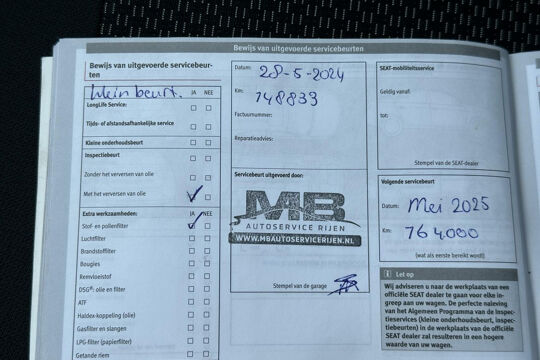 Bewijs van uitgevoerde servicebeurten
Bewijs van uitgevoerde servicebeur-
ten
klein beurt. JA NEE
LongLife Service:
Tijds- of afstandsafhankelijke service
Kleine onderhoudsbeurt
Inspectiebeurt
Zonder het verversen van olie
Met het verversen van olie
Extra werkzaamheden: JA NEE
Stof- en pollenfilter
Luchtfilter
Brandstoffilter
Bougies
Remvloeistof
DSG®: olie en filter
ATF
Haldex-koppeling (olie)
Gasfilter en slangen
LPG-filter (papierfilter)
Getande riem
Datum: 28-5-2024
Km: 148833
Factuurnummer:
Reparatieadvies:
Servicebeurt uitgevoerd door:
MB
AUTOSERVICE RIJEN
WWW.MBAUTOSERVICERIJEN.NL
Stempel van de garage
SEAT-mobiliteitsservice
Geldig vanaf:
tot:
Stempel van de SEAT-dealer
Volgende servicebeurt
Datum: Mei 2025
Km: 164.000
(wat als eerste bereikt wordt)
i Let op
Wij adviseren u naar de werkplaats van een
officiële SEAT dealer te gaan voor elke in-
greep aan uw wagen. De perfecte naleving
van het Algemeen Programma van de Inspec-
tieservices (kleine onderhoudsbeurt, inspec-
tiebeurten) in de werkplaats van de officiële
SEAT dealer zal resulteren in een hogere
waarde van uw wagen.